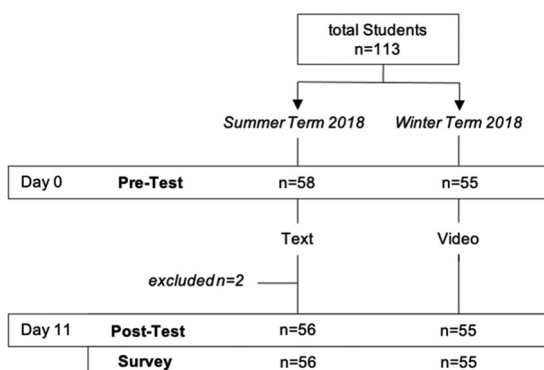 total Students
n=113
Summer Term 2018 Winter Term 2018
Day 0 Pre-Test n=58 n=55
Text Video
excluded n=2
Day 11 Post-Test n=56 n=55
Survey n=56 n=55